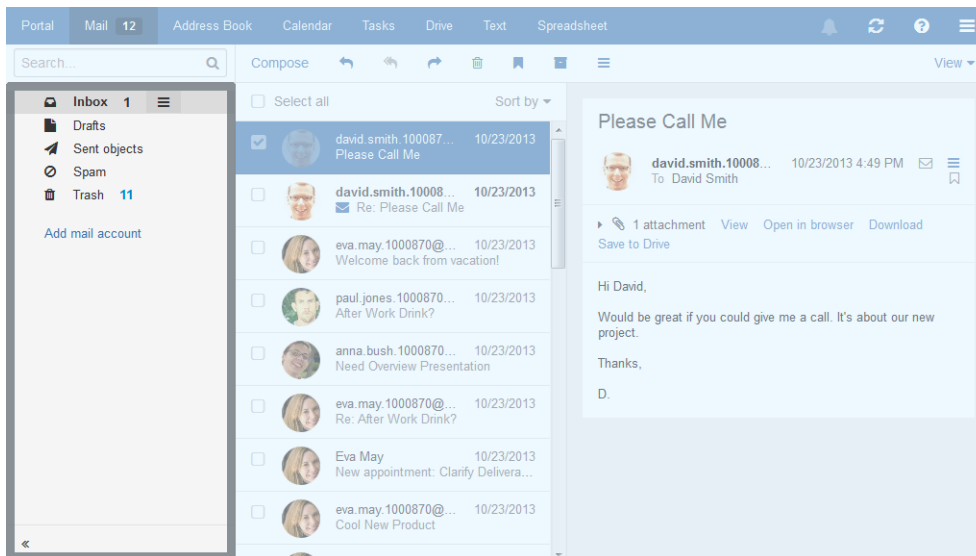 Portal Mail 12 Address Book Calendar Tasks Drive Text Spreadsheet
Search...
Compose
View
Inbox 1
Drafts
Sent objects
Spam
Trash 11
Add mail account
Select all Sort by
david.smith.100087... 10/23/2013
Please Call Me
david.smith.10008... 10/23/2013
Re: Please Call Me
eva.may.1000870@... 10/23/2013
Welcome back from vacation!
paul.jones.1000870... 10/23/2013
After Work Drink?
anna.bush.1000870... 10/23/2013
Need Overview Presentation
eva.may.1000870@... 10/23/2013
Re: After Work Drink?
Eva May 10/23/2013
New appointment: Clarify Delivera...
eva.may.1000870@... 10/23/2013
Cool New Product
Please Call Me
david.smith.10008... 10/23/2013 4:49 PM
To David Smith
1 attachment View Open in browser Download
Save to Drive
Hi David,
Would be great if you could give me a call. It's about our new
project.
Thanks,
D.